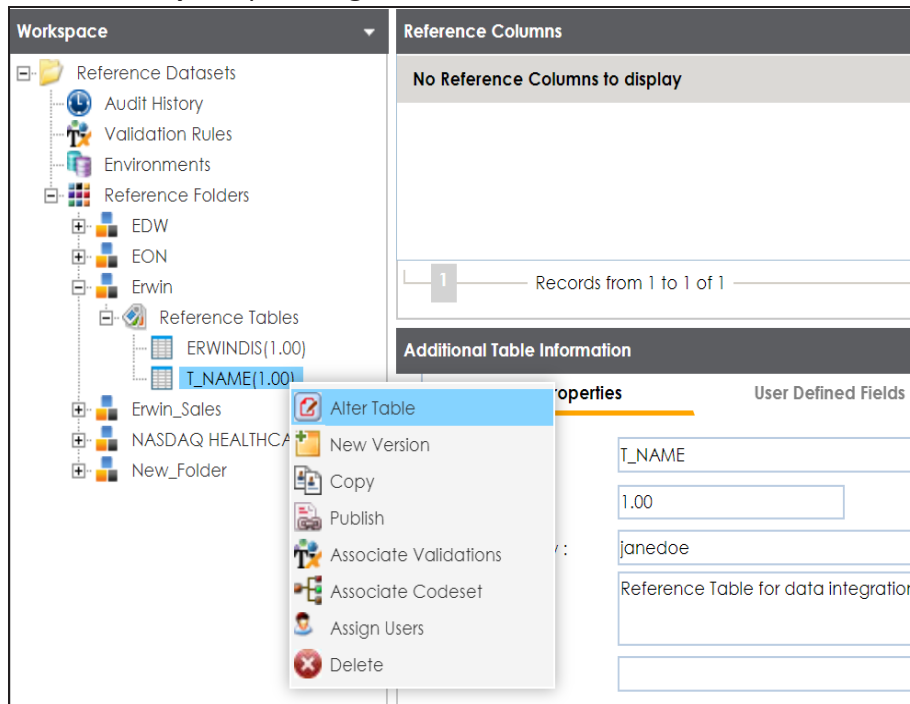 Workspace
Reference Datasets
Audit History
Validation Rules
Environments
Reference Folders
EDW
EON
Erwin
Reference Tables
ERWINDIS(1.00)
T_NAME(1.00)
Erwin_Sales
NASDAQ HEALTHCA
New_Folder
Alter Table
New Version
Copy
Publish
Associate Validations
Associate Codeset
Assign Users
Delete
Reference Columns
No Reference Columns to display
1 Records from 1 to 1 of 1
Additional Table Information
operties User Defined Fields
T_NAME
1.00
janedoe
Reference Table for data integration